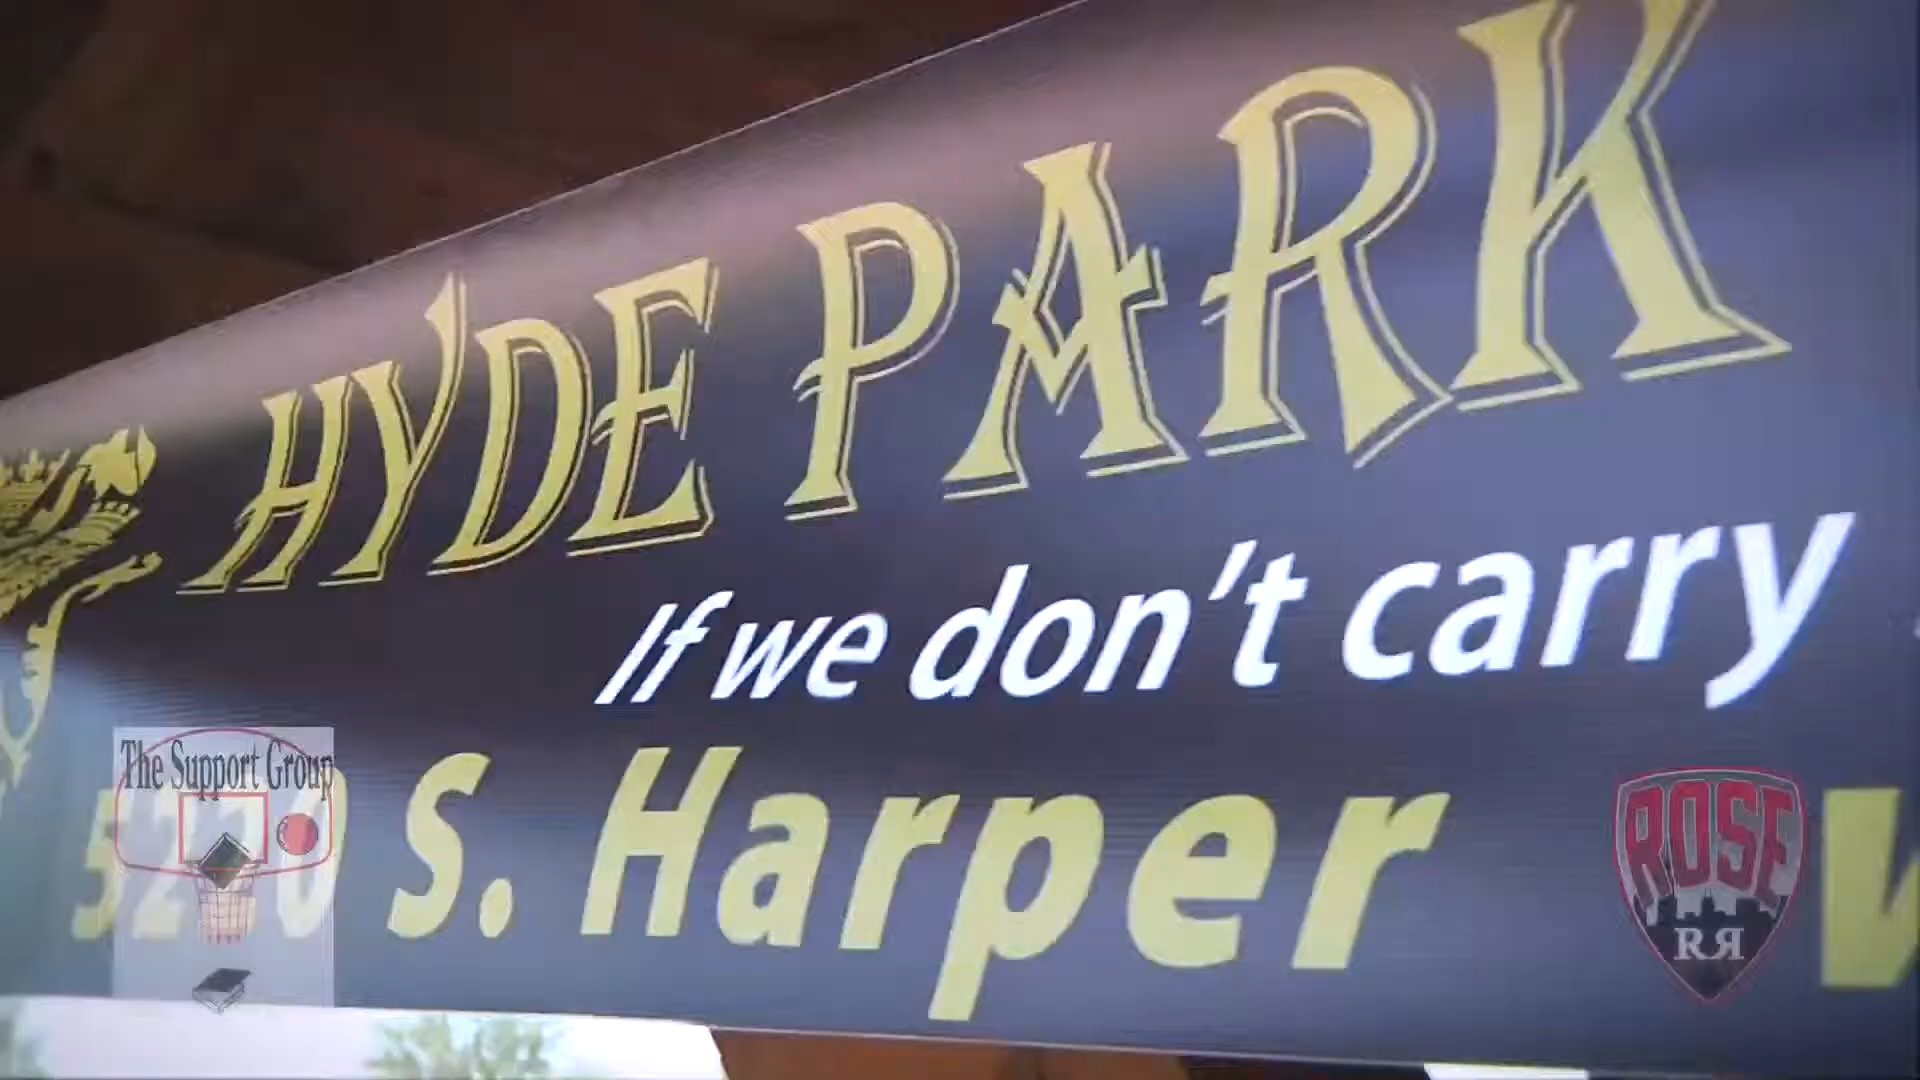 HYDE PARK
If we don't carry
S. Harper
The Support Group
ROSE